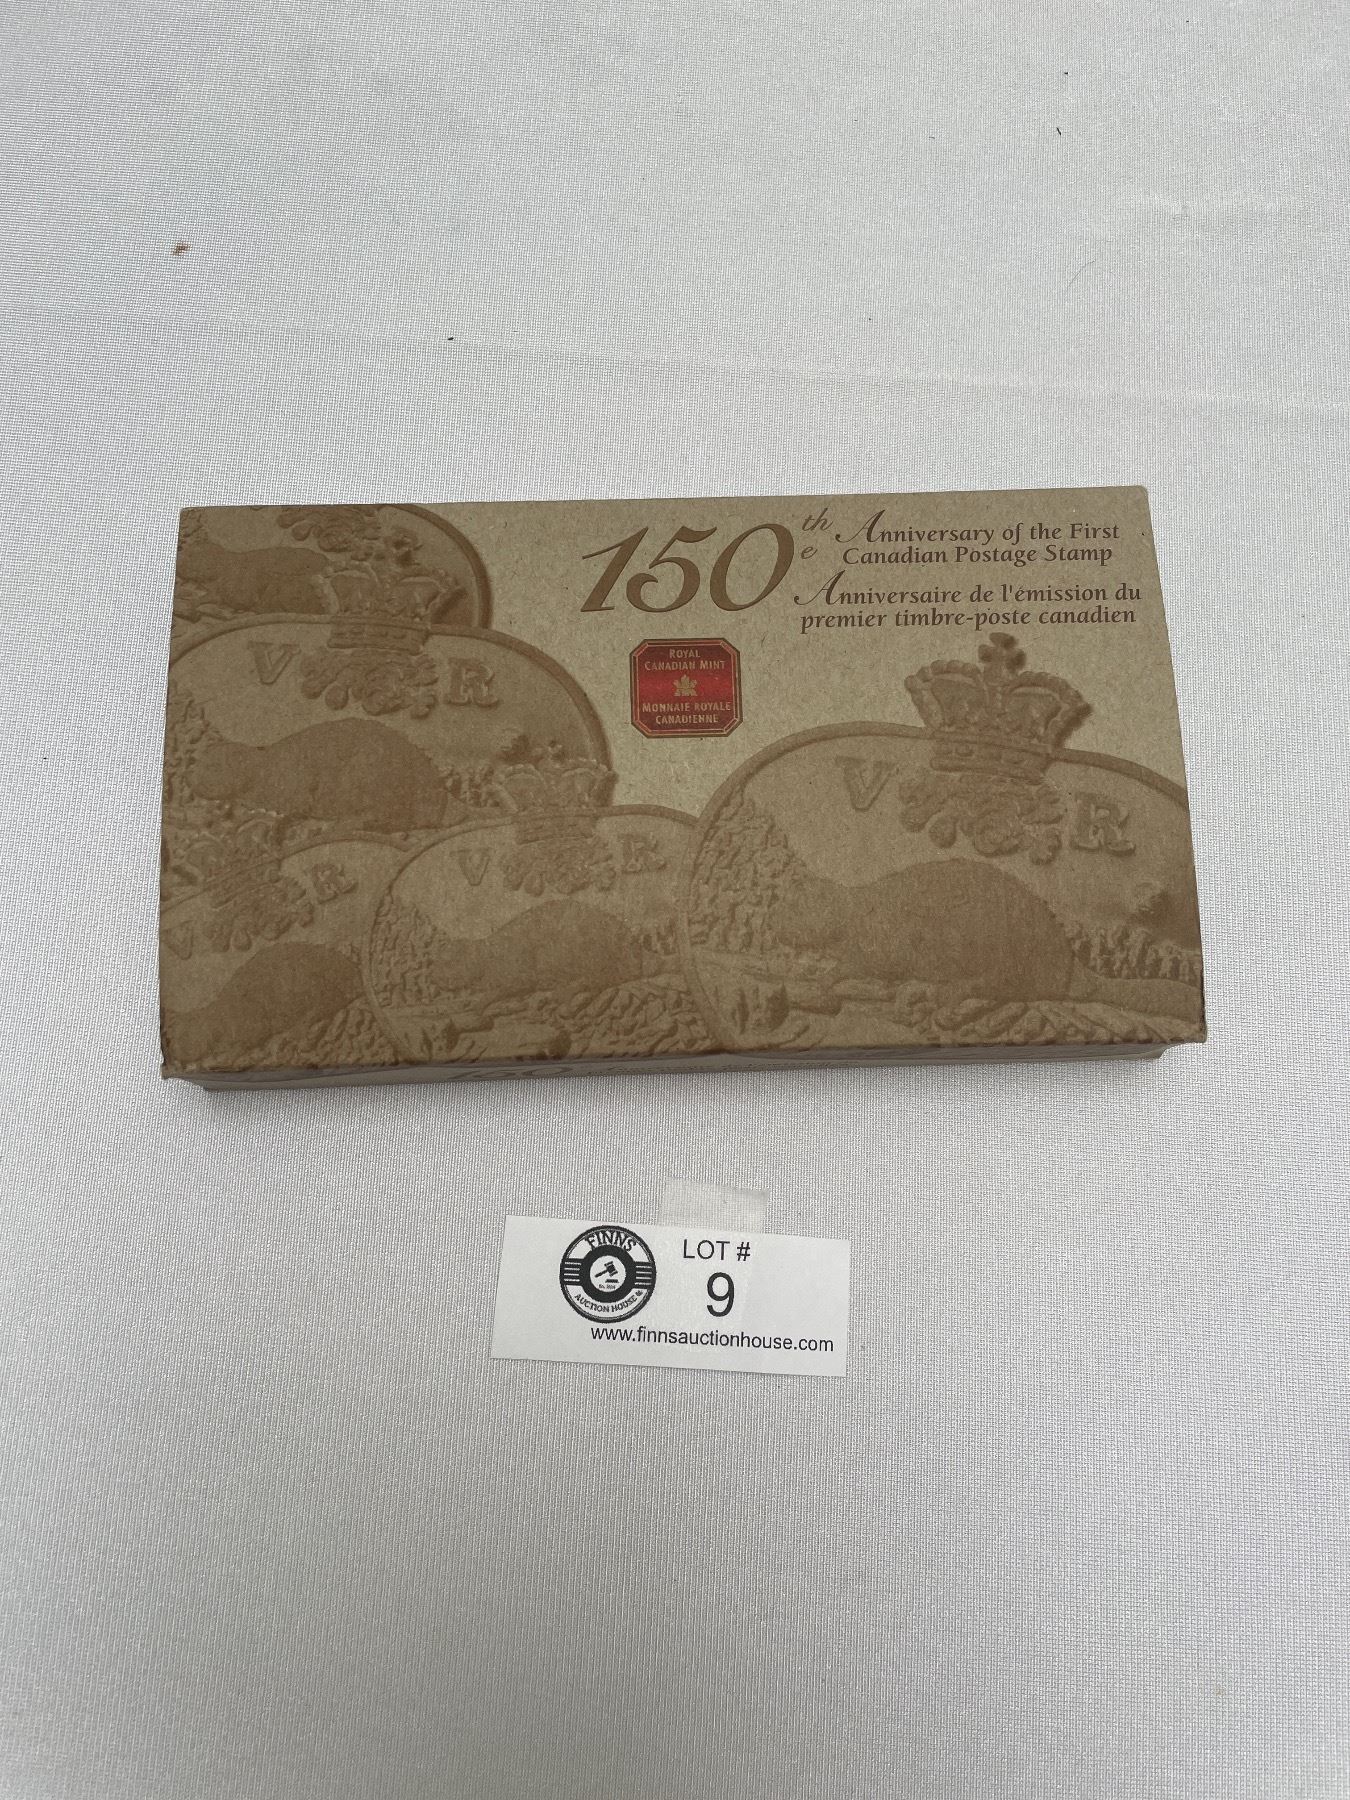 150th
e
Anniversary of the First
Canadian Postage Stamp
Anniversaire de l'émission du
premier timbre-poste canadien
ROYAL
CANADIAN MINT
MONNAIE ROYALE
CANADIENNE
V R
V R
V R
V R
150
FINNS
AUCTION HOUSE
LOT #
9
www.finnsauctionhouse.com